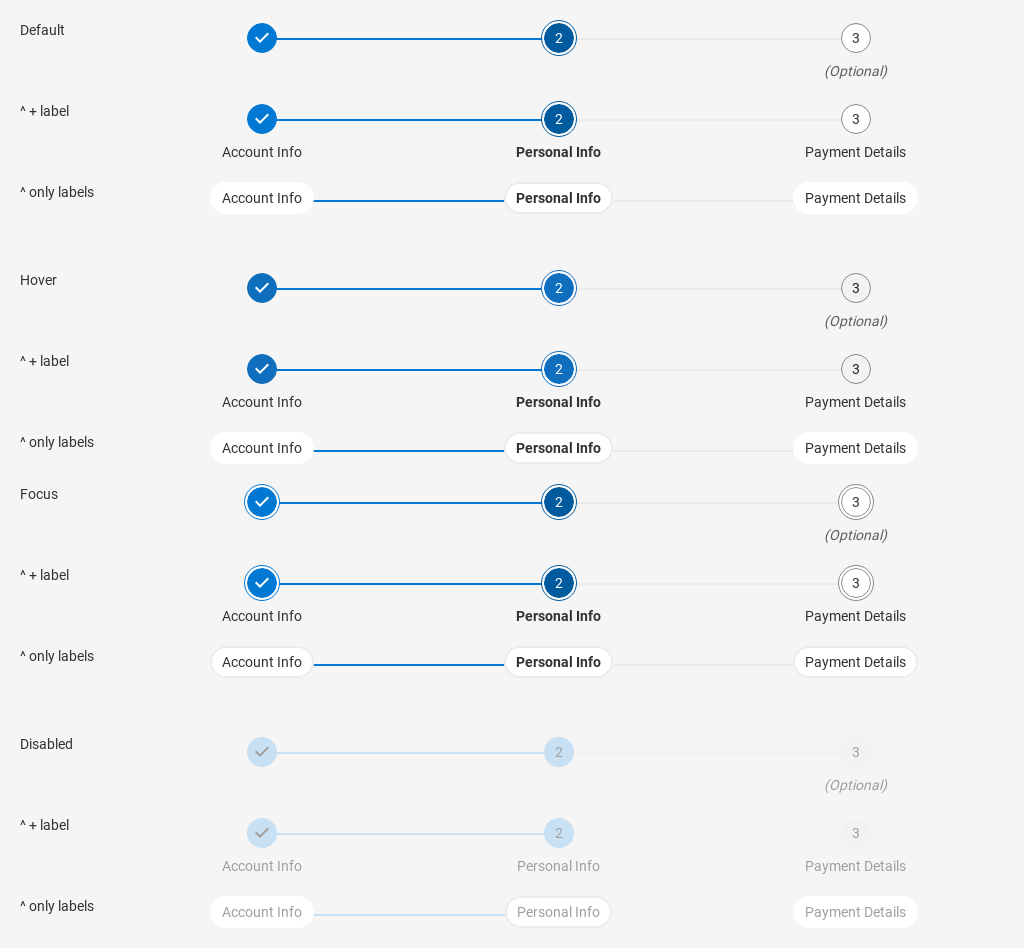 Default 2 3
(Optional)
^ + label 2 3
Account Info Personal Info Payment Details
^ only labels Account Info Personal Info Payment Details
Hover 2 3
(Optional)
^ + label 2 3
Account Info Personal Info Payment Details
^ only labels Account Info Personal Info Payment Details
Focus 2 3
(Optional)
^ + label 2 3
Account Info Personal Info Payment Details
^ only labels Account Info Personal Info Payment Details
Disabled 2 3
(Optional)
^ + label 2 3
Account Info Personal Info Payment Details
^ only labels Account Info Personal Info Payment Details